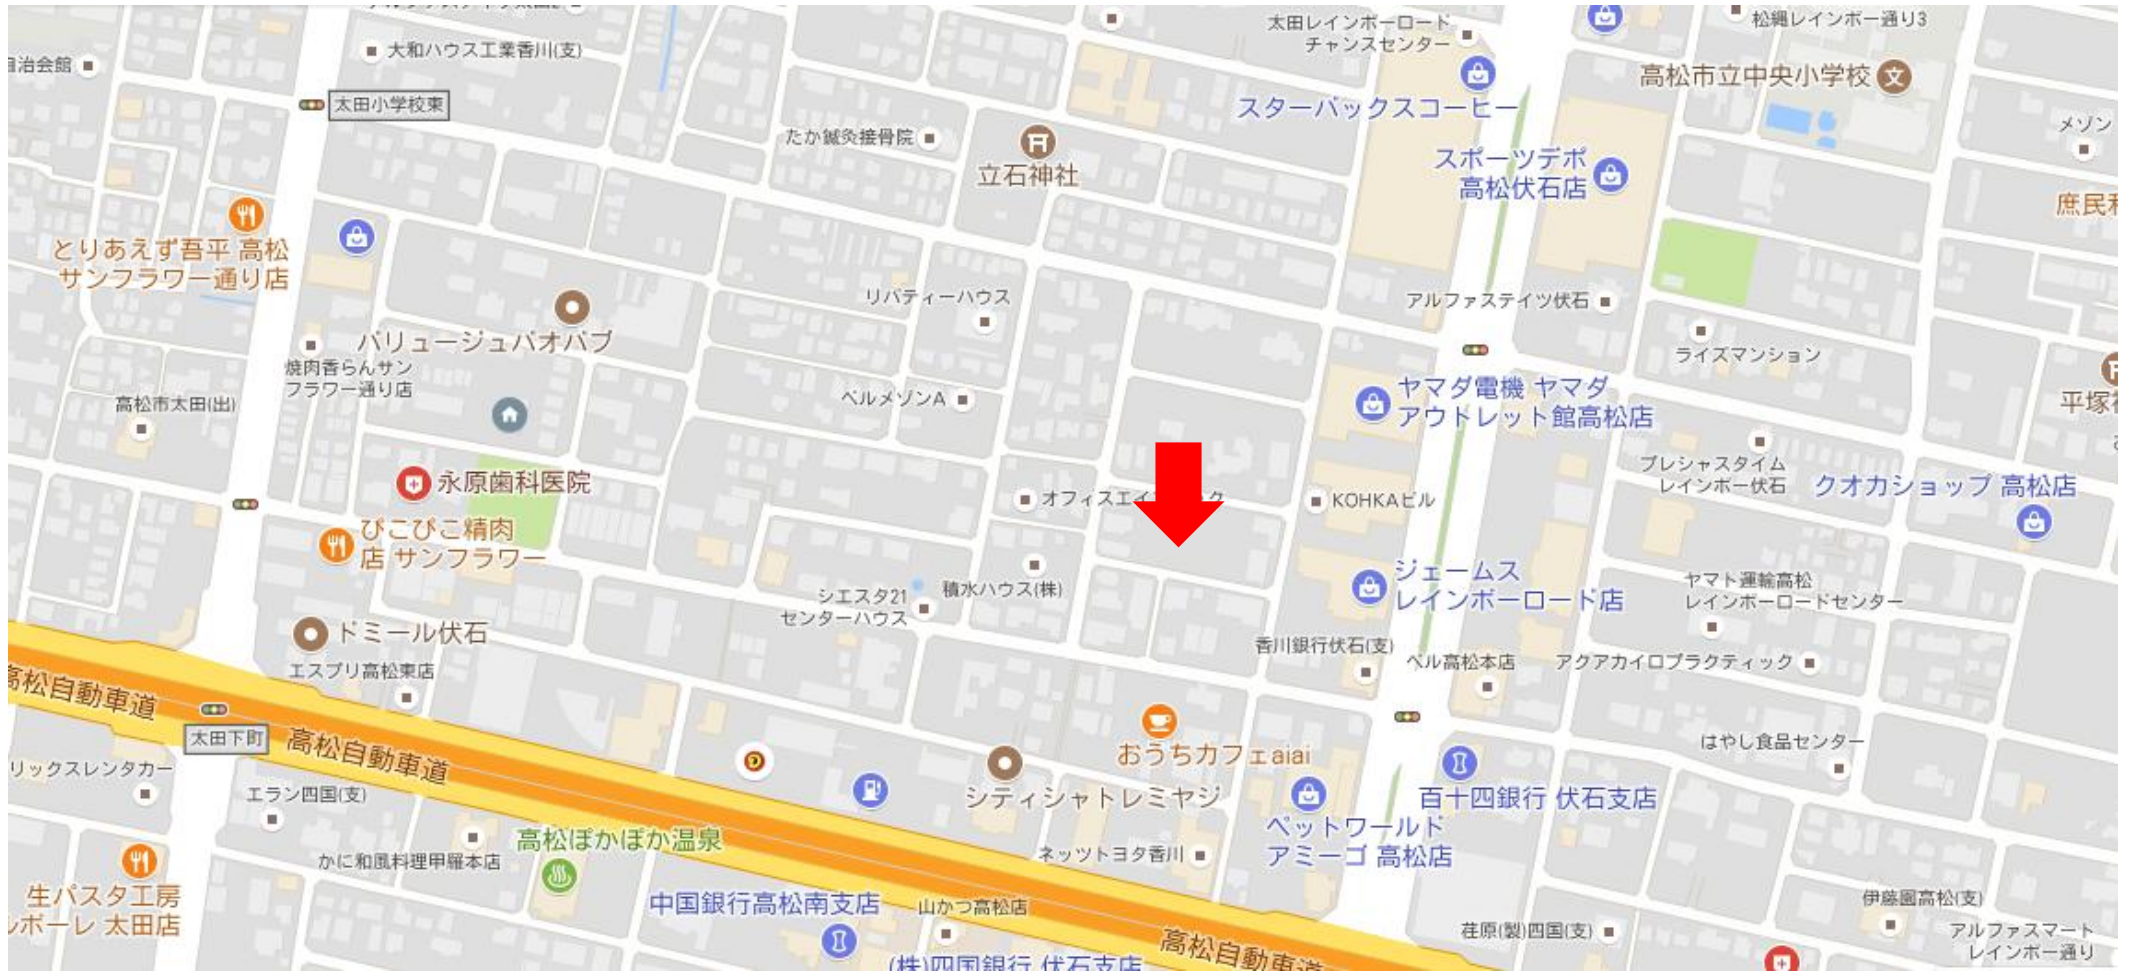 太田レインボーロード
チャンスセンター
松縄レインボー通り3
大和ハウス工業香川(支)
自治会館
高松市立中央小学校
文
太田小学校東
スターバックスコーヒー
たか鍼灸接骨院
メゾン
立石神社
スポーツデポ
高松伏石店
庶民
とりあえず吾平 高松
サンフラワー通り店
リバティーハウス
アルファステイツ伏石
バリュージュバオバブ
ライズマンション
焼肉香らんサン
フラワー通り店
ヤマダ電機 ヤマダ
アウトレット館高松店
高松市太田(出)
ベルメゾンA
平塚
プレシャスタイム
レインボー伏石
クオカショップ 高松店
永原歯科医院
オフィスエイ
ク
KOHKAビル
ぴこぴこ精肉
店 サンフラワー
ジェームス
レインボーロード店
ヤマト運輸高松
レインボーロードセンター
シエスタ21
センターハウス
積水ハウス(株)
ドミール伏石
香川銀行伏石(支)
ベル高松本店
アクアカイロプラクティック
エスプリ高松東店
高松自動車道
太田下町
高松自動車道
おうちカフェaiai
はやし食品センター
リックスレンタカー
エラン四国(支)
シティシャトレミヤジ
百十四銀行 伏石支店
ペットワールド
アミーゴ 高松店
高松ぽかぽか温泉
かに和風料理甲羅本店
ネッツトヨタ香川
生パスタ工房
ルボーレ 太田店
中国銀行高松南支店
山かつ高松店
伊藤園高松(支)
荏原(製)四国(支)
アルファスマート
レインボー通り
高松自動車道
(株)四国銀行 伏石支店